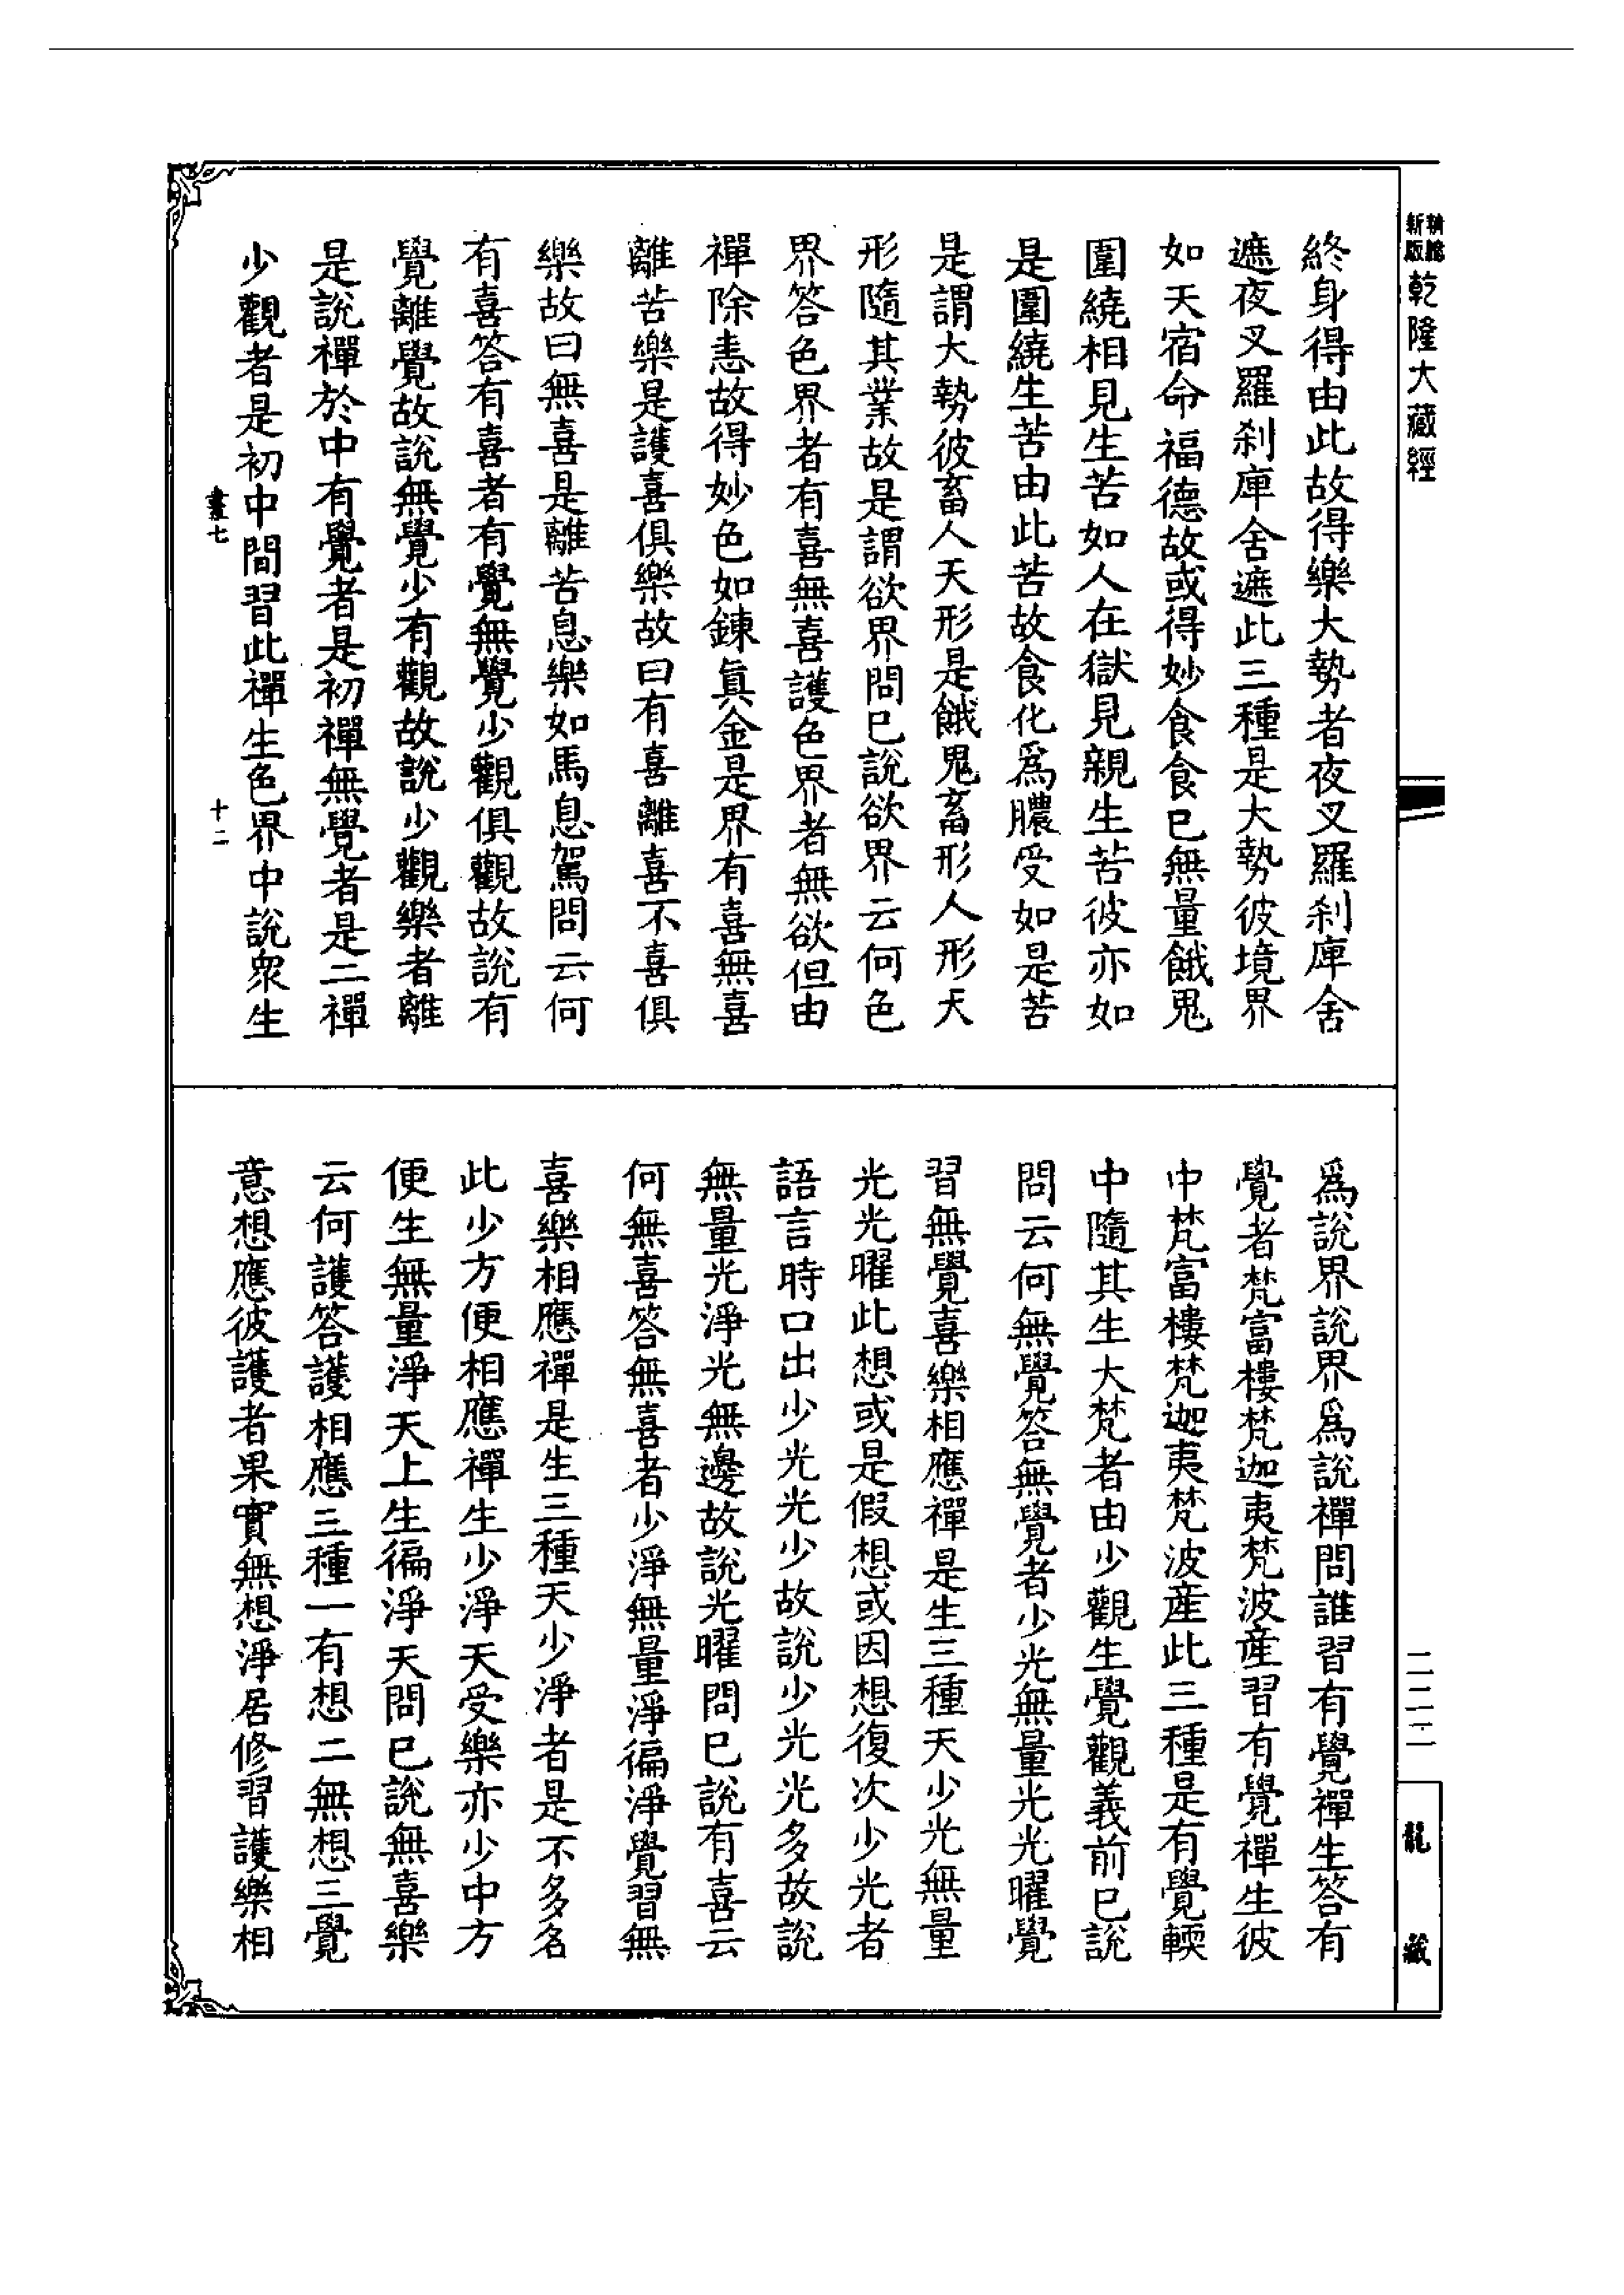 新版
乾隆大藏經
終身得由此故得樂大勢者夜叉羅刹庫舍
遮夜叉羅刹庫舍遮此三種是大勢彼境界
如天宿命福德故或得妙食食已無量餓鬼
圍繞相見生苦如人在獄見親生苦彼亦如
是圍繞生苦由此苦故食化爲膿受如是苦
是謂大勢彼畜人天形是餓鬼畜形人形天
形隨其業故是謂欲界問已說欲界云何色
界答色界者有喜無喜護色界者無欲但由
禪除恚故得妙色如鍊真金是界有喜無喜
離苦樂是護喜俱樂故曰有喜離喜不喜俱
樂故曰無喜是離苦息樂如馬息駕問云何
有喜答有喜者有覺無覺少觀俱觀故說有
覺離覺故說無覺少有觀故說少觀樂者離
是說禪於中有覺者是初禪無覺者是二禪
少觀者是初中間習此禪生色界中說衆生
畫七
十二
爲說界說界爲說禪問誰習有覺禪生答有
覺者梵富樓梵迦夷梵波産習有覺禪生彼
中梵富樓梵迦夷梵波産此三種是有覺輭
中隨其生大梵者由少觀生覺觀義前已說
問云何無覺答無覺者少光無量光光曜覺
習無覺喜樂相應禪是生三種天少光無量
光光曜此想或是假想或因想復次少光者
語言時口出少光光少故說少光光多故說
無量光淨光無邊故說光曜問已說有喜云
何無喜答無喜者少淨無量淨徧淨覺習無
喜樂相應禪是生三種天少淨者是不多名
此少方便相應禪生少淨天受樂亦少中方
便生無量淨天上生徧淨天問已說無喜樂
云何護答護相應三種一有想二無想三覺
意想應彼護者果實無想淨居修習護樂相
二二二
龍藏